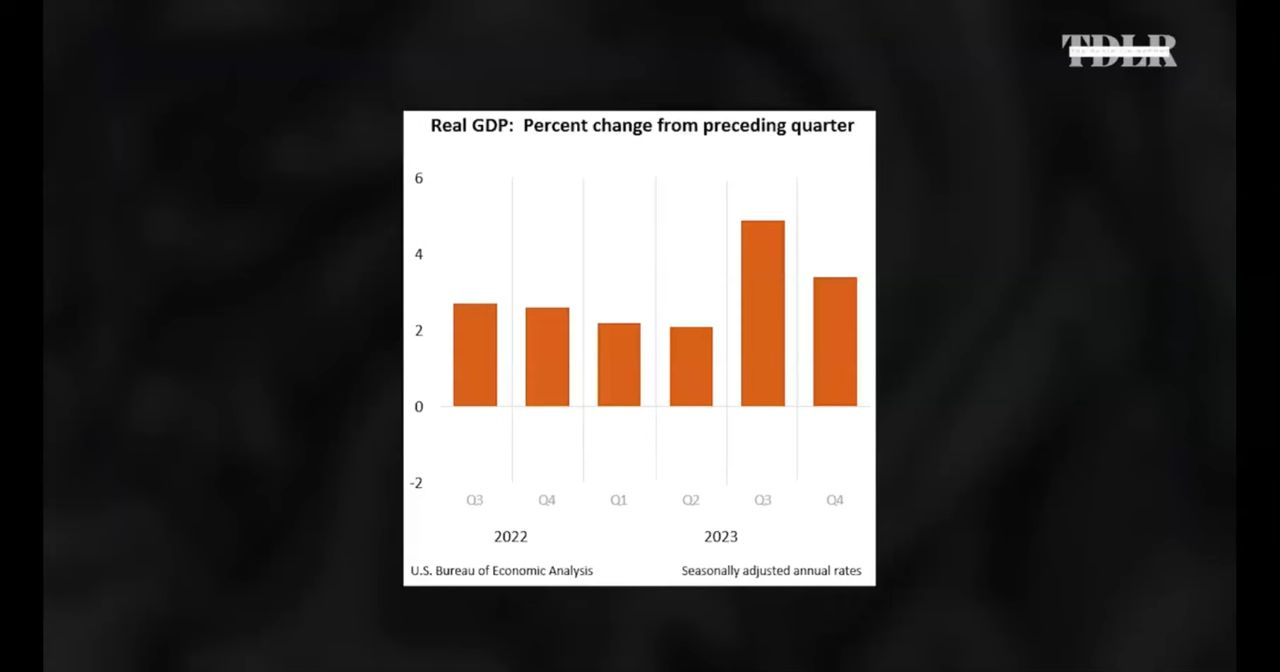 TDLR
Real GDP: Percent change from preceding quarter
6
4
2
0
-2
Q3 Q4 Q1 Q2 Q3 Q4
2022 2023
U.S. Bureau of Economic Analysis Seasonally adjusted annual rates